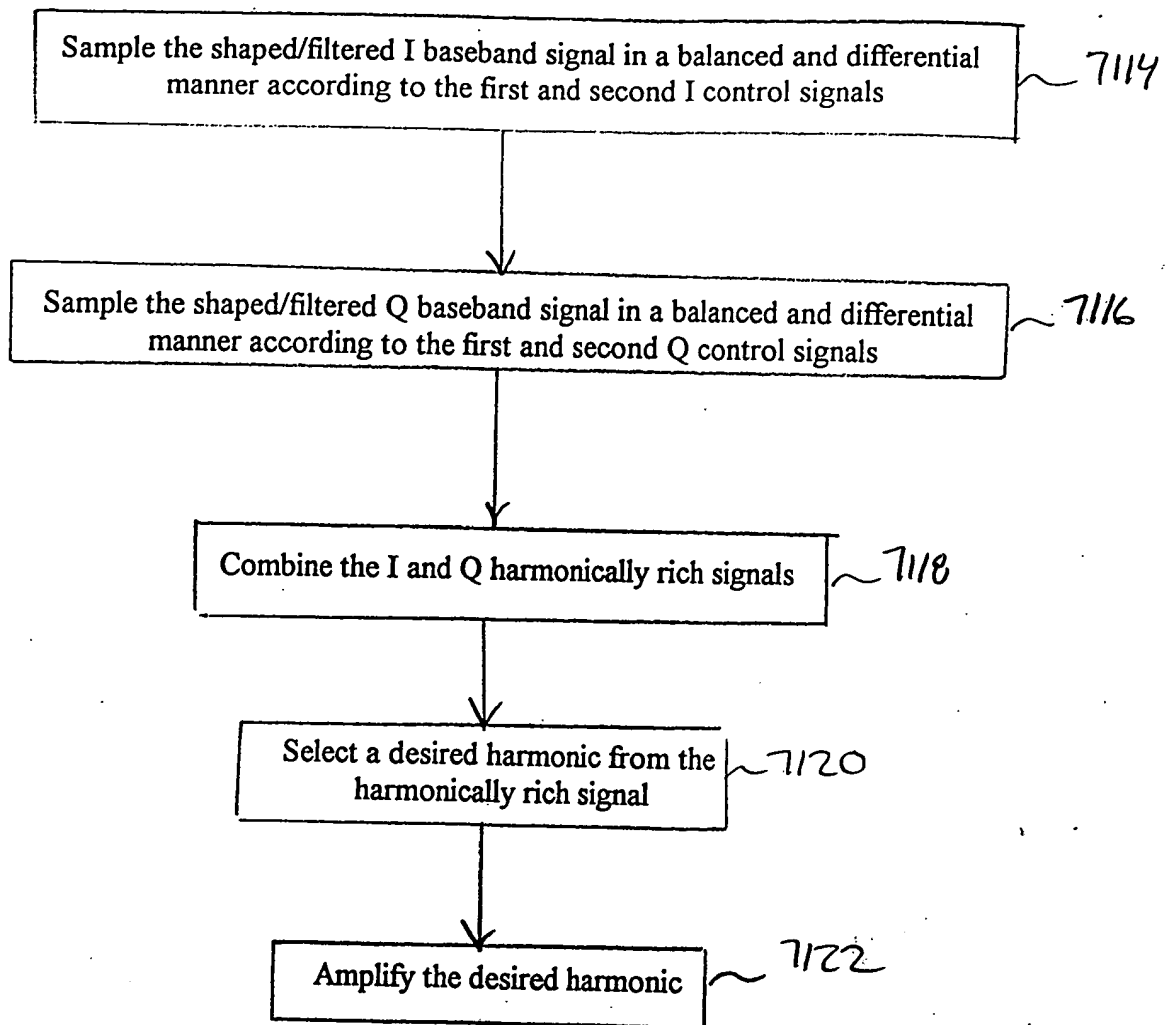 Sample the shaped/filtered I baseband signal in a balanced and differential
manner according to the first and second I control signals
7114
Sample the shaped/filtered Q baseband signal in a balanced and differential
manner according to the first and second Q control signals
7116
Combine the I and Q harmonically rich signals
7118
Select a desired harmonic from the
harmonically rich signal
7120
Amplify the desired harmonic
7122